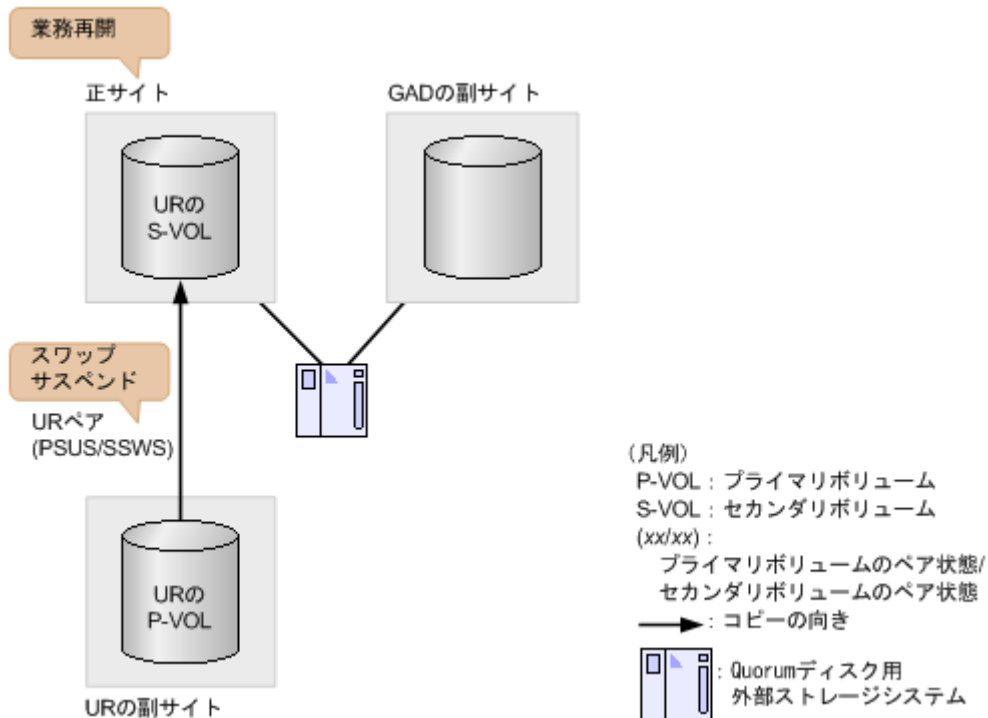 業務再開
正サイト
GADの副サイト
URの
S-VOL
スワップ
サスペンド
URペア
(PSUS/SSWS)
URの
P-VOL
URの副サイト
(凡例)
P-VOL：プライマリボリューム
S-VOL：セカンダリボリューム
(xx/xx)：
プライマリボリュームのペア状態/
セカンダリボリュームのペア状態
：コピーの向き
：Quorumディスク用
外部ストレージシステム